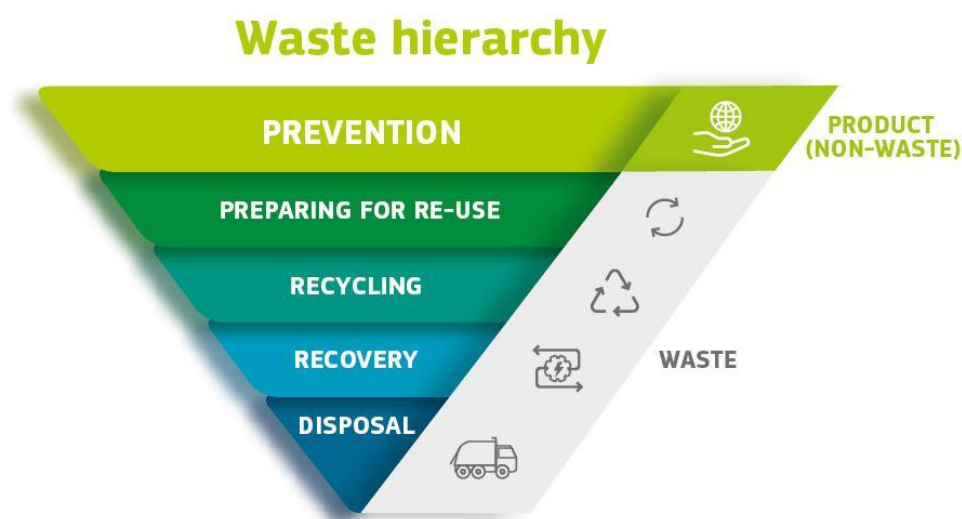 Waste hierarchy
PREVENTION
PRODUCT
(NON-WASTE)
PREPARING FOR RE-USE
RECYCLING
RECOVERY
WASTE
DISPOSAL